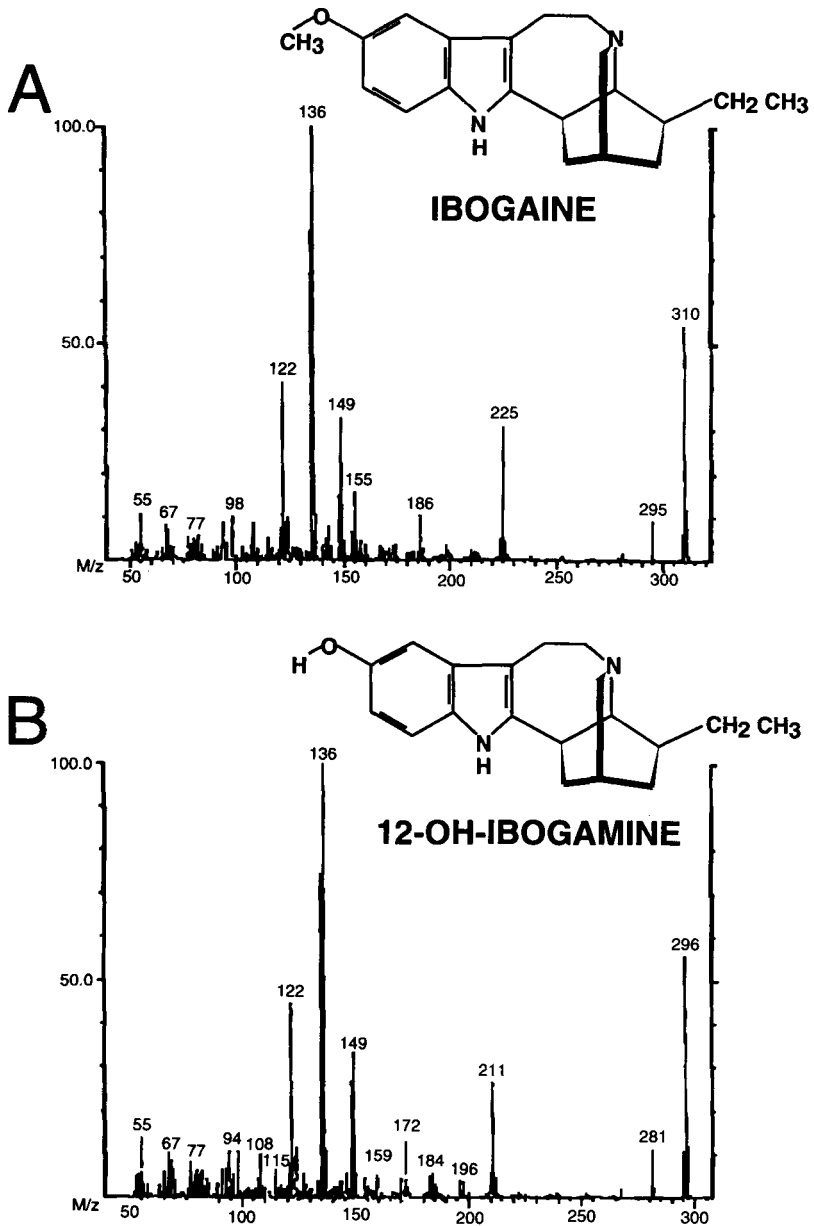 O
CH3
N
A
CH2 CH3
136
N
H
100.0
IBOGAINE
310
50.0
122
149
225
155
55
67
77
98
186
295
M/z
50
100
150
200
250
300
H
O
N
B
CH2 CH3
N
H
136
100.0
12-OH-IBOGAMINE
296
50.0
122
149
211
55
67
77
94
108
115
159
172
184
196
281
M/z
50
100
150
200
250
300